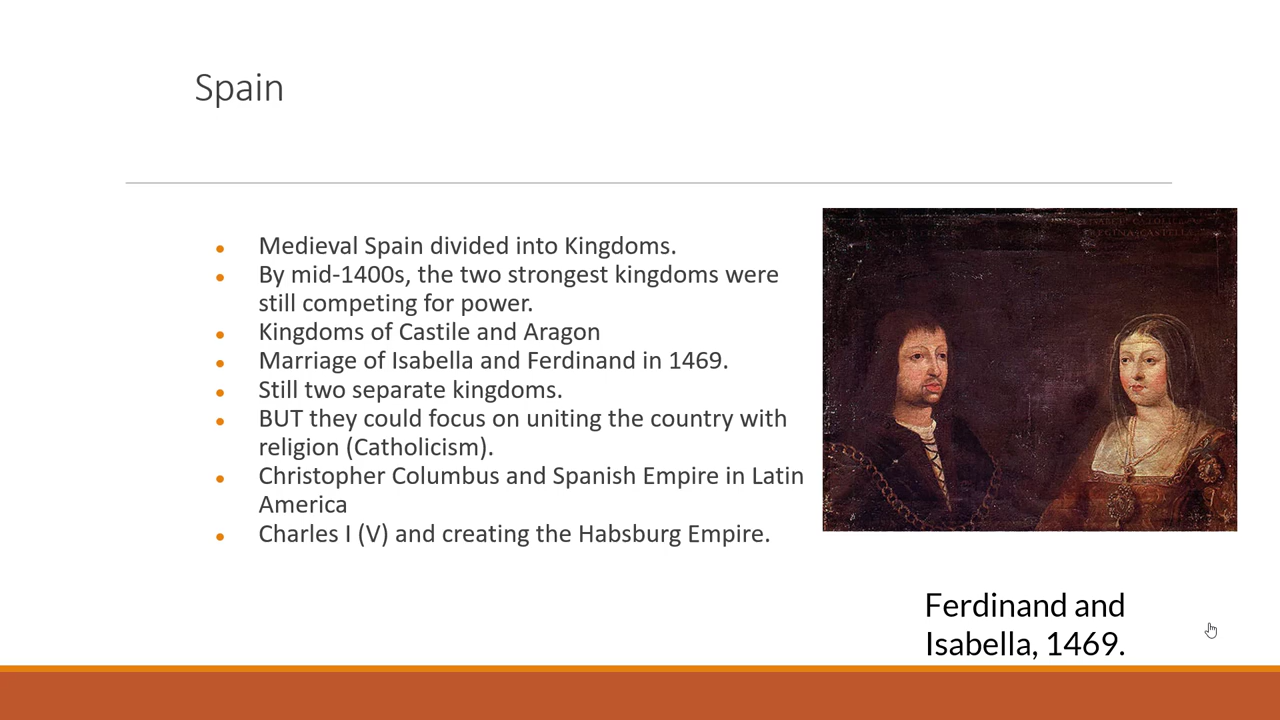 Spain
Medieval Spain divided into Kingdoms.
By mid-1400s, the two strongest kingdoms were
still competing for power.
Kingdoms of Castile and Aragon
Marriage of Isabella and Ferdinand in 1469.
Still two separate kingdoms.
BUT they could focus on uniting the country with
religion (Catholicism).
Christopher Columbus and Spanish Empire in Latin
America
Charles I (V) and creating the Habsburg Empire.
Ferdinand and
Isabella, 1469.